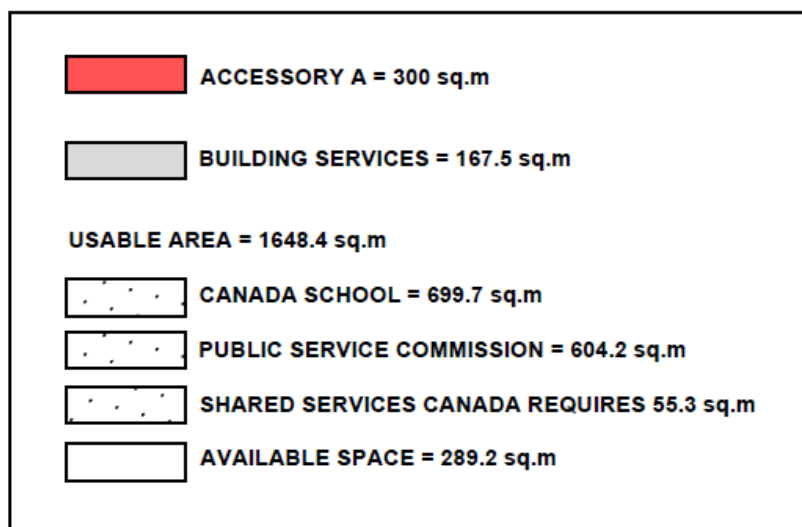 ACCESSORY A = 300 sq.m
BUILDING SERVICES = 167.5 sq.m
USABLE AREA = 1648.4 sq.m
CANADA SCHOOL = 699.7 sq.m
PUBLIC SERVICE COMMISSION = 604.2 sq.m
SHARED SERVICES CANADA REQUIRES 55.3 sq.m
AVAILABLE SPACE = 289.2 sq.m